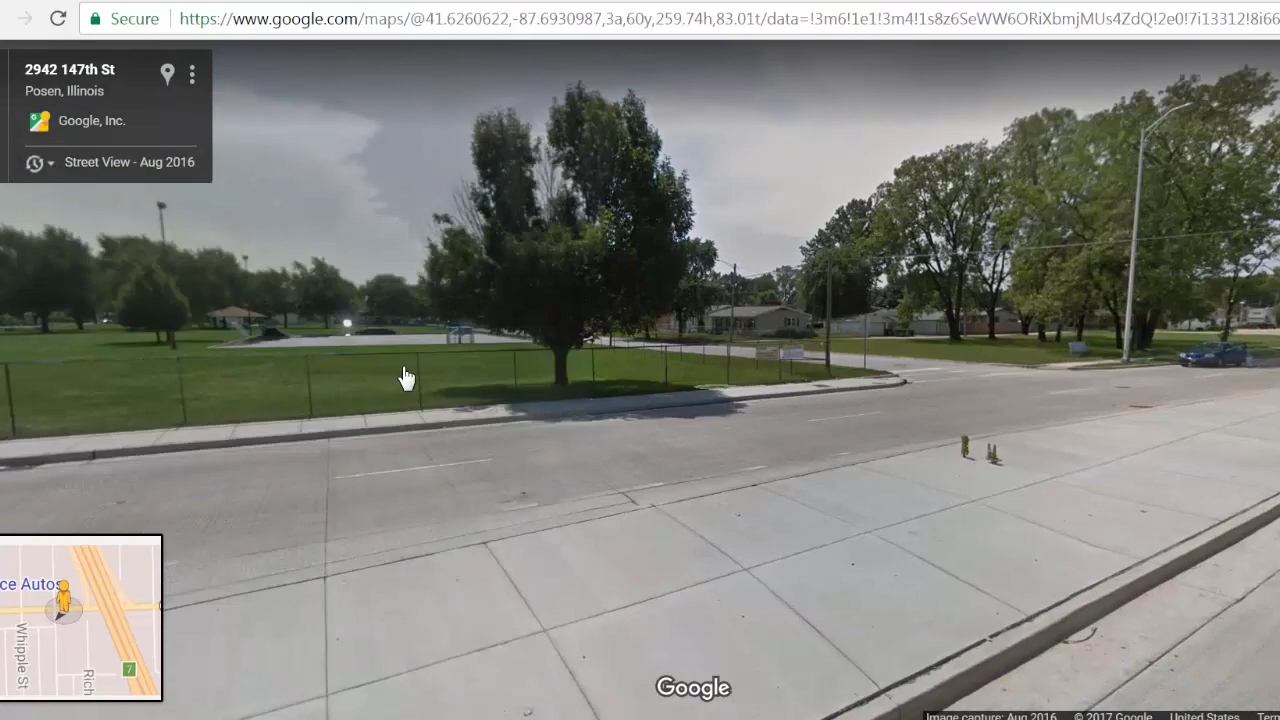 Secure
https://www.google.com/maps/@41.6260622,-87.6930987,3a,60y,259.74h,83.01t/data=!3m6!1e1!3m4!1s8z6SeWW6ORiXbmjMUs4ZdQ!2e0!7i13312!8i66
2942 147th St
Posen, Illinois
Google, Inc.
Street View - Aug 2016
ce Autos
Whipple St
Rich
7
Google
Image capture: Aug 2016 © 2017 Google United States Terr